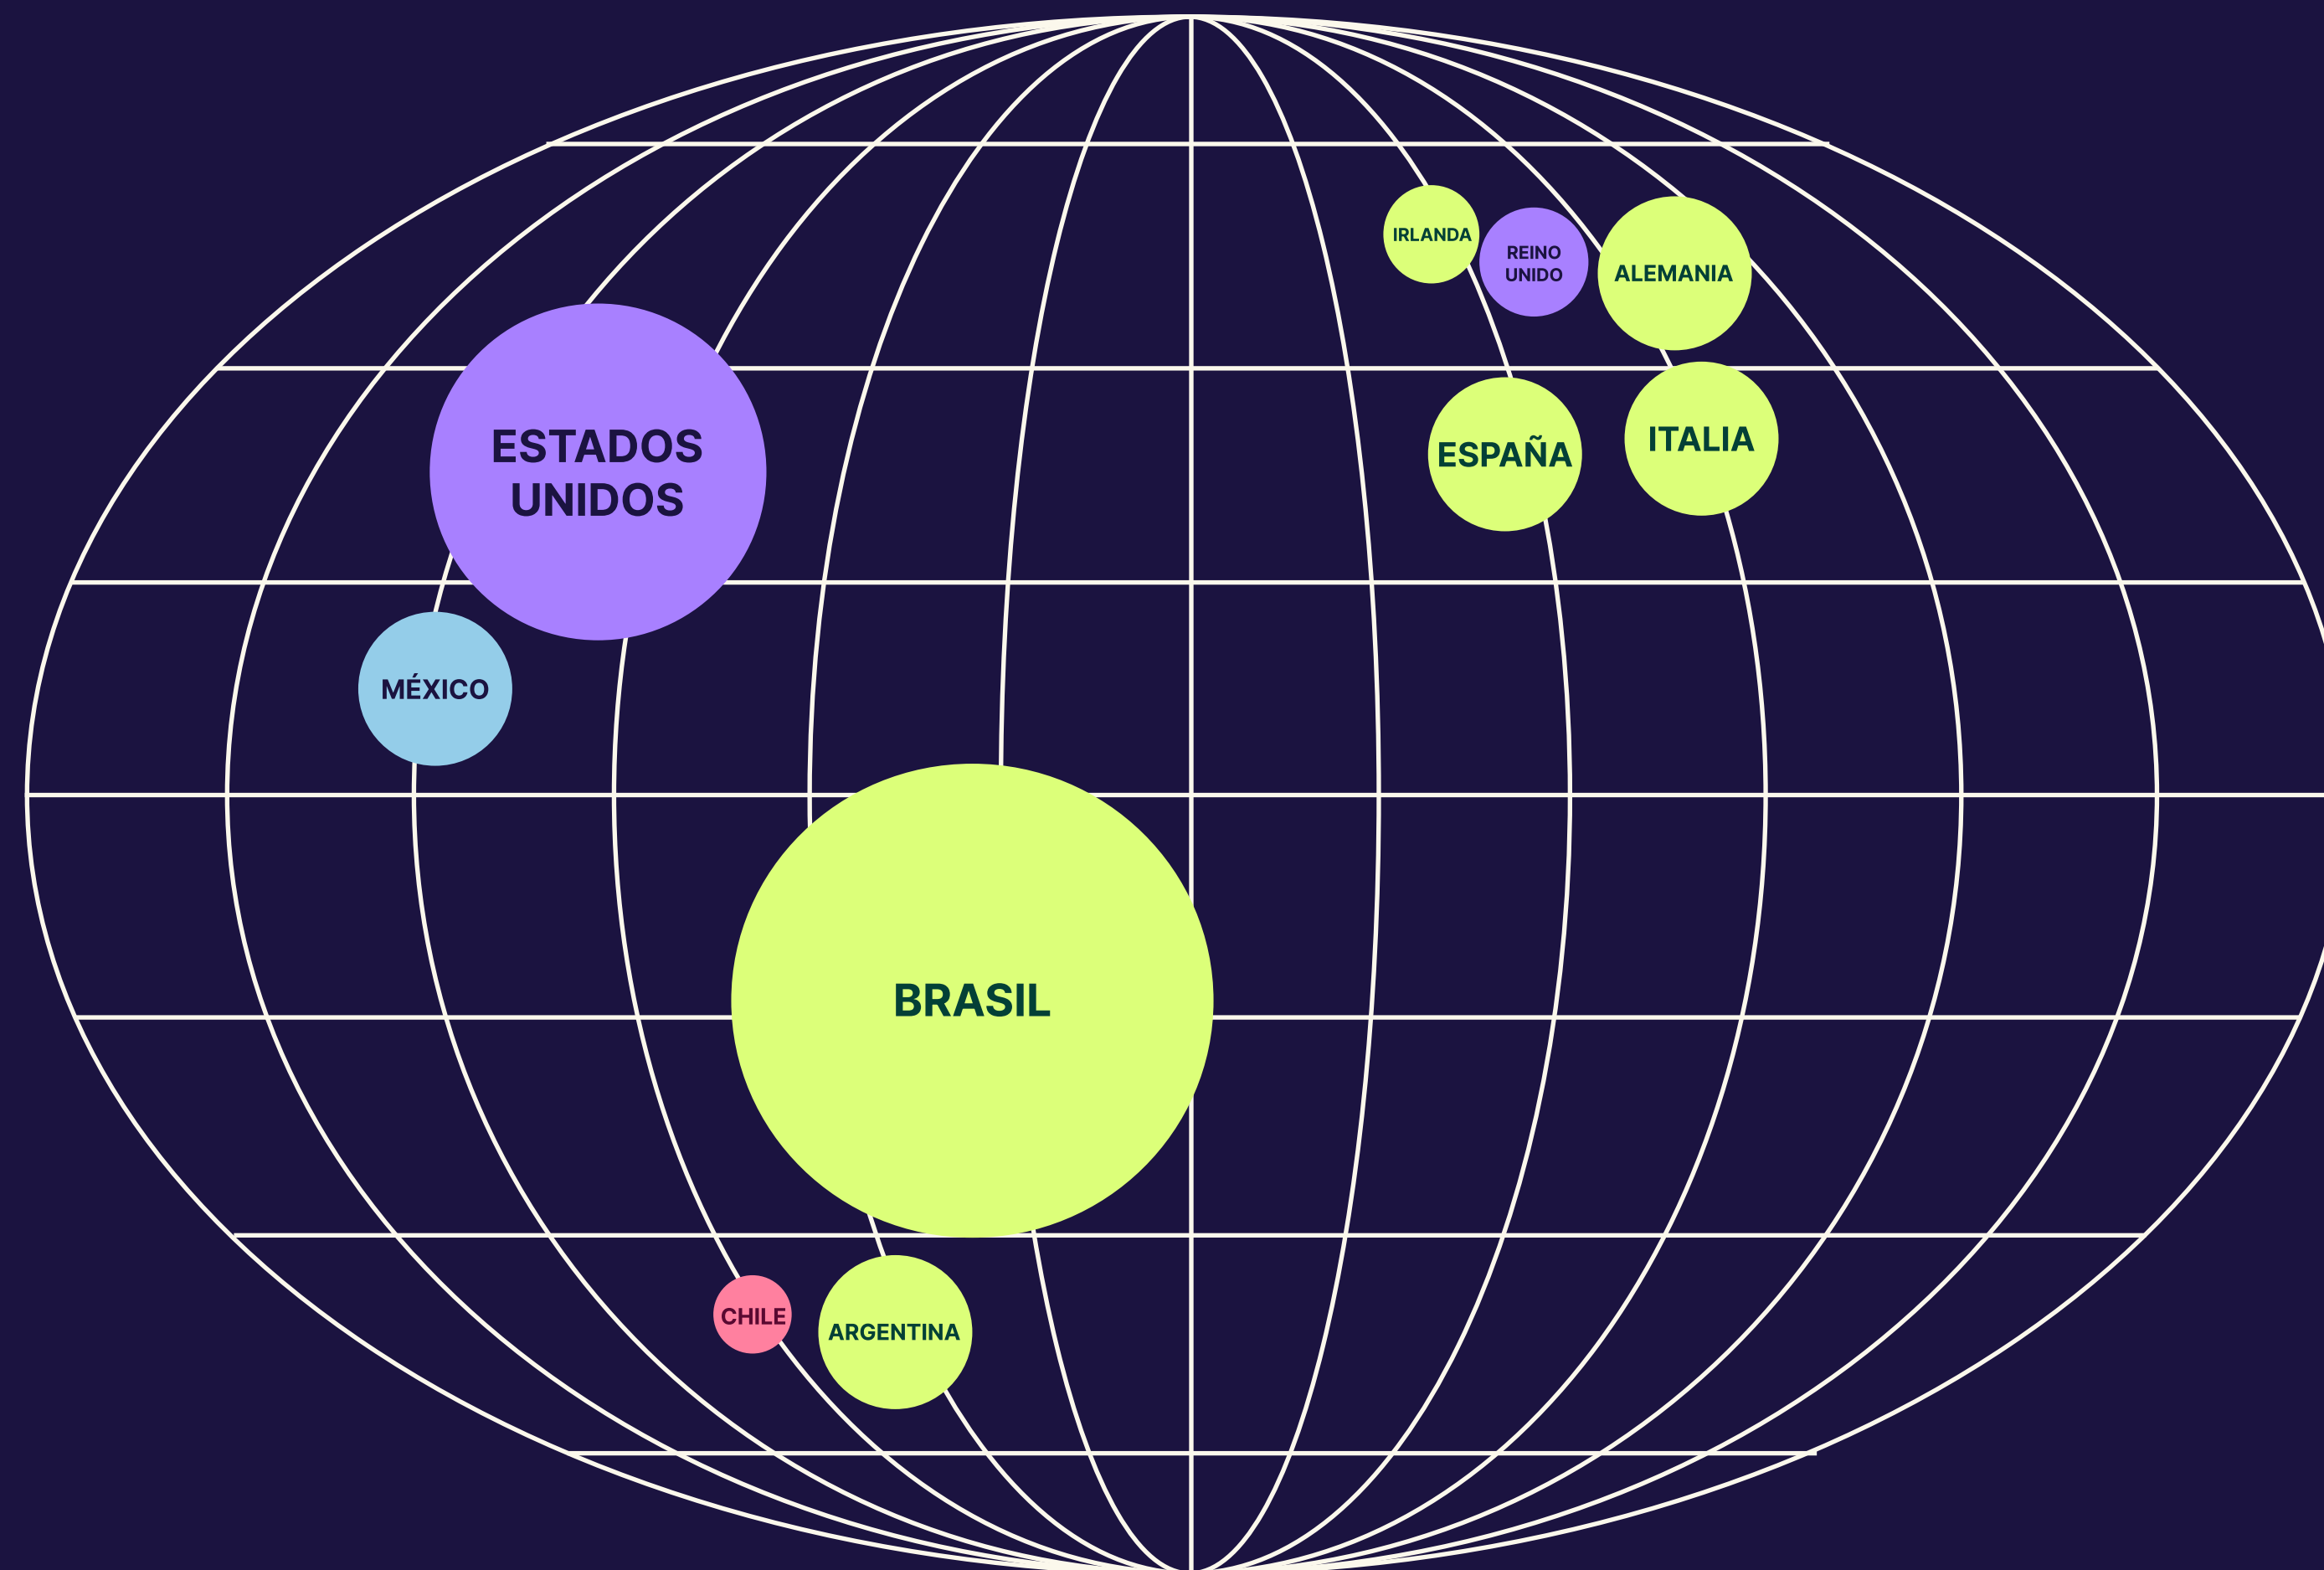 IRLANDA
REINO
UNIDO
ALEMANIA
ESTADOS
UNIDOS
ESPAÑA
ITALIA
MÉXICO
BRASIL
CHILE
ARGENTINA